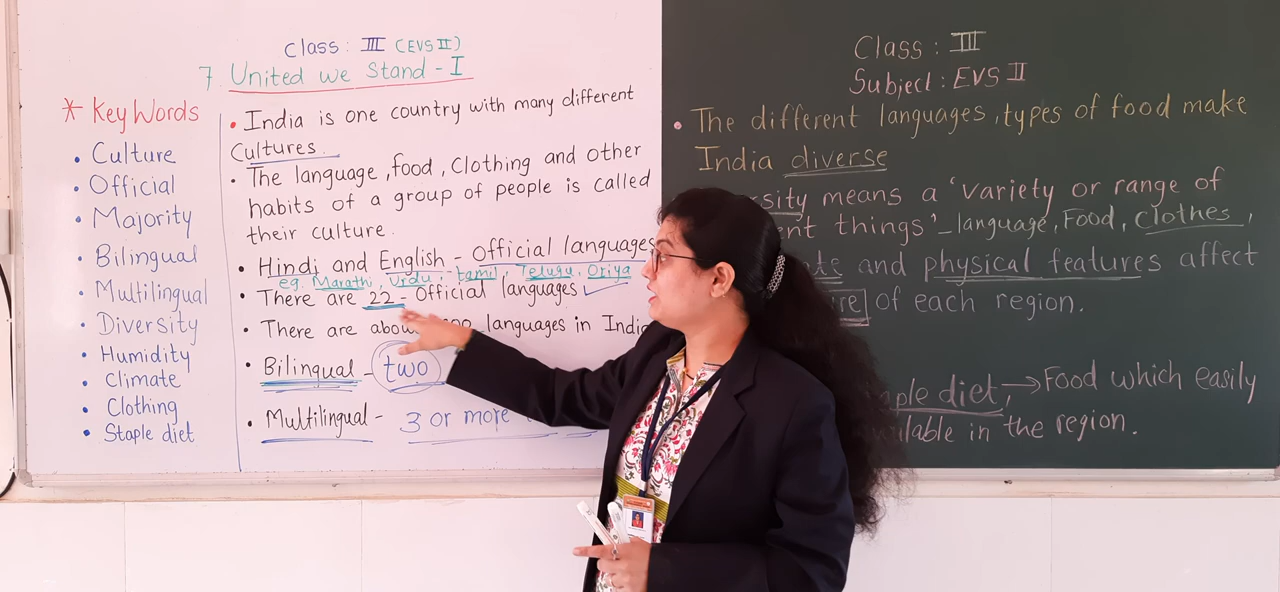 Class : III (EVS II)
7. United we Stand - I
* Key Words
• Culture
• Official
• Majority
• Bilingual
• Multilingual
• Diversity
• Humidity
• Climate
• Clothing
• Staple diet
• India is one country with many different
Cultures.
• The language, food, Clothing and other
habits of a group of people is called
their culture.
• Hindi and English - Official languages
eg. Marathi, Urdu, tamil, Telugu, Oriya
• There are 22 - Official languages
• There are languages in
• Bilingual - two
• Multilingual - 3 or more
Class : III
Subject : EVS II
• The different languages, types of food make
India diverse
means a 'variety or range of
things' - language, Food, Clothes,
and physical features affect
of each region.
diet, → Food which easily
in the region.